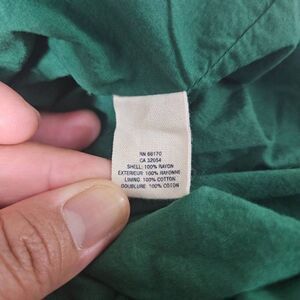 RN 66170
CA 32054
SHELL: 100% RAYON
EXTERIEUR: 100% RAYONNE
LINING: 100% COTTON
DOUBLURE: 100% COTON